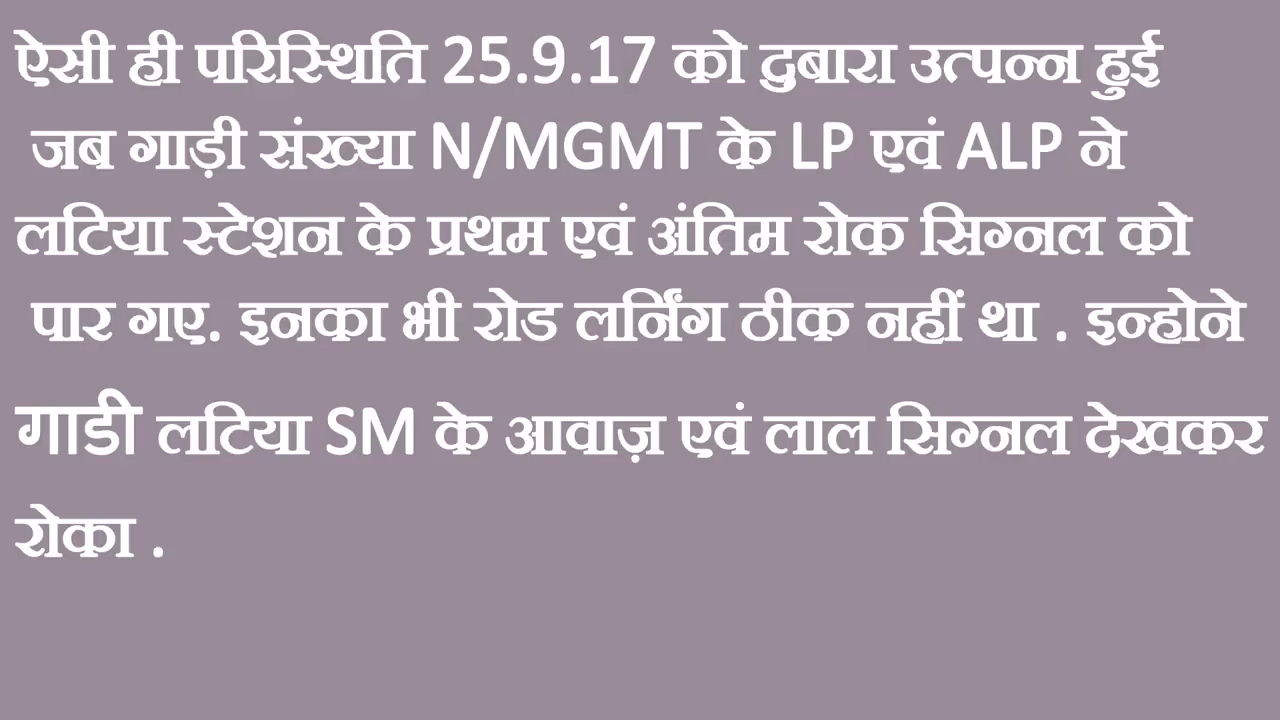 ऐसी ही परिस्थिति 25.9.17 को दुबारा उत्पन्न हुई
जब गाड़ी संख्या N/MGMT के LP एवं ALP ने
लटिया स्टेशन के प्रथम एवं अंतिम रोक सिग्नल को
पार गए. इनका भी रोड लर्निंग ठीक नहीं था . इन्होने
गाडी लटिया SM के आवाज़ एवं लाल सिग्नल देखकर
रोका .